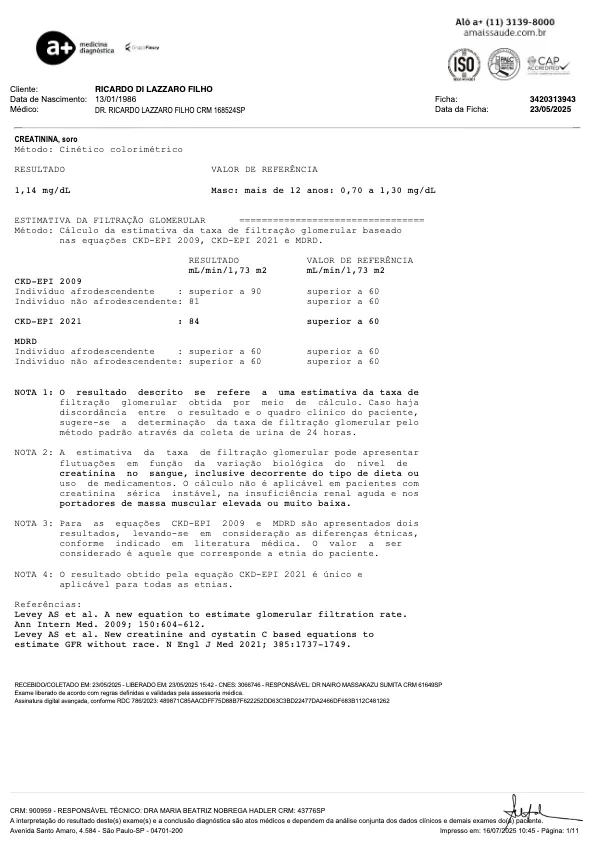 Alô a+ (11) 3139-8000
amaissaude.com.br
a+ medicina
diagnóstica
Grupo Fleury
ISO
PALC
CAP
ACCREDITED
Cliente: RICARDO DI LAZZARO FILHO
Data de Nascimento: 13/01/1986 Ficha: 3420313943
Médico: DR. RICARDO LAZZARO FILHO CRM 168524SP Data da Ficha: 23/05/2025
CREATININA, soro
Método: Cinético colorimétrico
RESULTADO VALOR DE REFERÊNCIA
1,14 mg/dL Masc: mais de 12 anos: 0,70 a 1,30 mg/dL
ESTIMATIVA DA FILTRAÇÃO GLOMERULAR ================================
Método: Cálculo da estimativa da taxa de filtração glomerular baseado
nas equações CKD-EPI 2009, CKD-EPI 2021 e MDRD.
RESULTADO VALOR DE REFERÊNCIA
mL/min/1,73 m2 mL/min/1,73 m2
CKD-EPI 2009
Indivíduo afrodescendente : superior a 90 superior a 60
Indivíduo não afrodescendente: 81 superior a 60
CKD-EPI 2021 : 84 superior a 60
MDRD
Indivíduo afrodescendente : superior a 60 superior a 60
Indivíduo não afrodescendente: superior a 60 superior a 60
NOTA 1: O resultado descrito se refere a uma estimativa da taxa de
filtração glomerular obtida por meio de cálculo. Caso haja
discordância entre o resultado e o quadro clínico do paciente,
sugere-se a determinação da taxa de filtração glomerular pelo
método padrão através da coleta de urina de 24 horas.
NOTA 2: A estimativa da taxa de filtração glomerular pode apresentar
flutuações em função da variação biológica do nível de
creatinina no sangue, inclusive decorrente do tipo de dieta ou
uso de medicamentos. O cálculo não é aplicável em pacientes com
creatinina sérica instável, na insuficiência renal aguda e nos
portadores de massa muscular elevada ou muito baixa.
NOTA 3: Para as equações CKD-EPI 2009 e MDRD são apresentados dois
resultados, levando-se em consideração as diferenças étnicas,
conforme indicado em literatura médica. O valor a ser
considerado é aquele que corresponde a etnia do paciente.
NOTA 4: O resultado obtido pela equação CKD-EPI 2021 é único e
aplicável para todas as etnias.
Referências:
Levey AS et al. A new equation to estimate glomerular filtration rate.
Ann Intern Med. 2009; 150:604-612.
Levey AS et al. New creatinine and cystatin C based equations to
estimate GFR without race. N Engl J Med 2021; 385:1737-1749.
RECEBIDO/COLETADO EM: 23/05/2025 - LIBERADO EM: 23/05/2025 15:42 - CNES: 3066746 - RESPONSÁVEL: DR NAIRO MASSAKAZU SUMITA CRM 61649SP
Exame liberado de acordo com regras definidas e validadas pela assessoria médica.
Assinatura digital avançada, conforme RDC 786/2023: 489871C85AACDFF75D88B7F622252DD63C3BD22477DA2466DF683B112C481262
CRM: 900959 - RESPONSÁVEL TÉCNICO: DRA MARIA BEATRIZ NOBREGA HADLER CRM: 43776SP
A interpretação do resultado deste(s) exame(s) e a conclusão diagnóstica são atos médicos e dependem da análise conjunta dos dados clínicos e demais exames do(a) paciente.
Avenida Santo Amaro, 4.584 - São Paulo-SP - 04701-200 Impresso em: 16/07/2025 10:45 - Página: 1/11